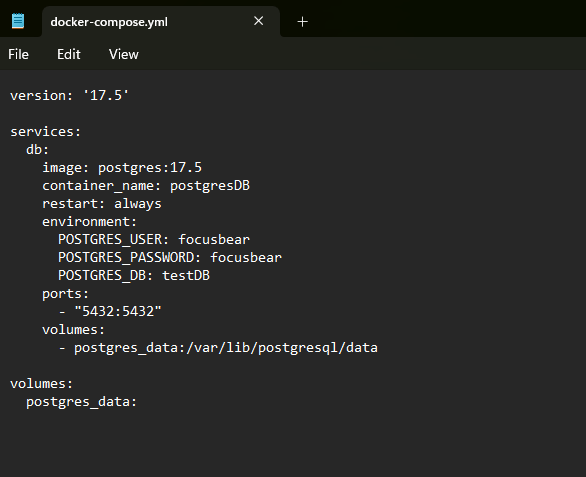 docker-compose.yml
File Edit View
version: '17.5'
services:
  db:
    image: postgres:17.5
    container_name: postgresDB
    restart: always
    environment:
      POSTGRES_USER: focusbear
      POSTGRES_PASSWORD: focusbear
      POSTGRES_DB: testDB
    ports:
      - "5432:5432"
    volumes:
      - postgres_data:/var/lib/postgresql/data
volumes:
  postgres_data: